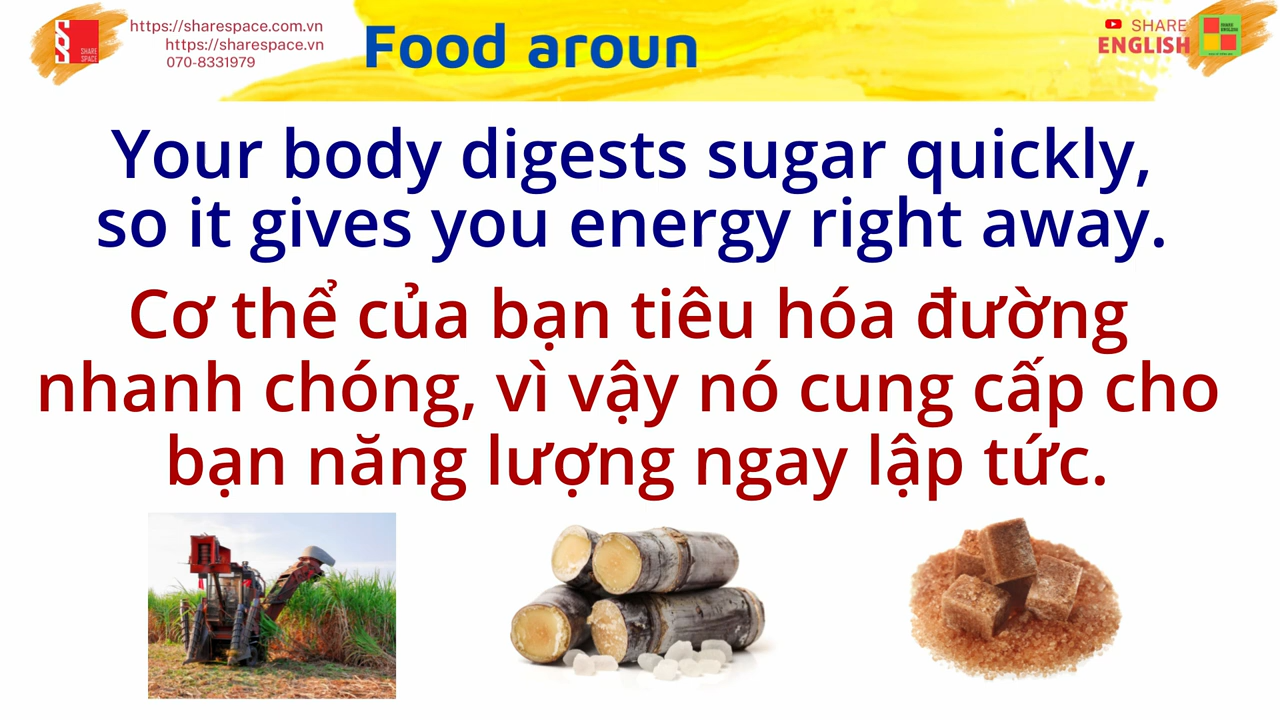 https://sharespace.com.vn
https://sharespace.vn
070-8331979
SHARE
SPACE
Food aroun
SHARE
ENGLISH
Your body digests sugar quickly,
so it gives you energy right away.
Cơ thể của bạn tiêu hóa đường
nhanh chóng, vì vậy nó cung cấp cho
bạn năng lượng ngay lập tức.